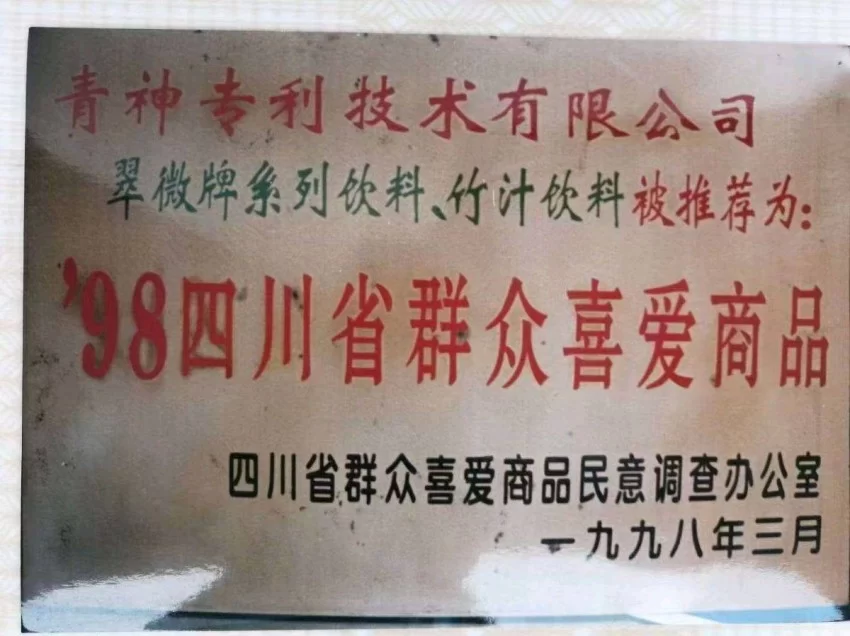 青神专利技术有限公司
翠微牌系列饮料、竹汁饮料被推荐为:
'98四川省群众喜爱商品
四川省群众喜爱商品民意调查办公室
一九九八年三月